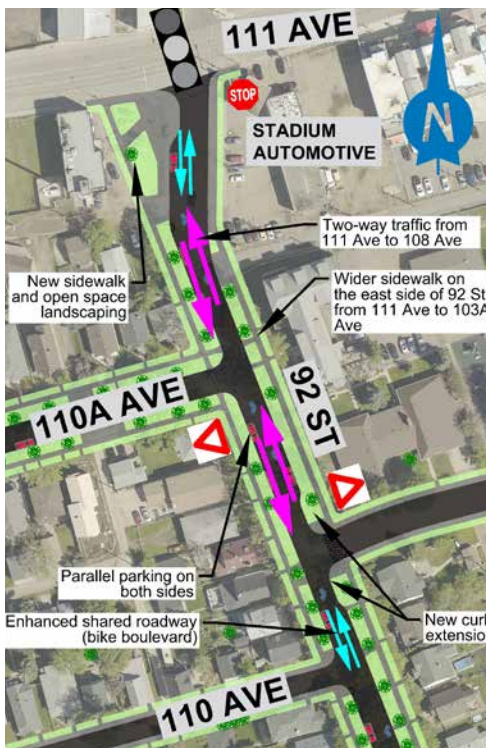 111 AVE
STOP
N
STADIUM
AUTOMOTIVE
Two-way traffic from
111 Ave to 108 Ave
New sidewalk
and open space
landscaping
Wider sidewalk on
the east side of 92 St
from 111 Ave to 103A
Ave
110A AVE
92 ST
Parallel parking on
both sides
Enhanced shared roadway
(bike boulevard)
New curb
extensio
110 AVE